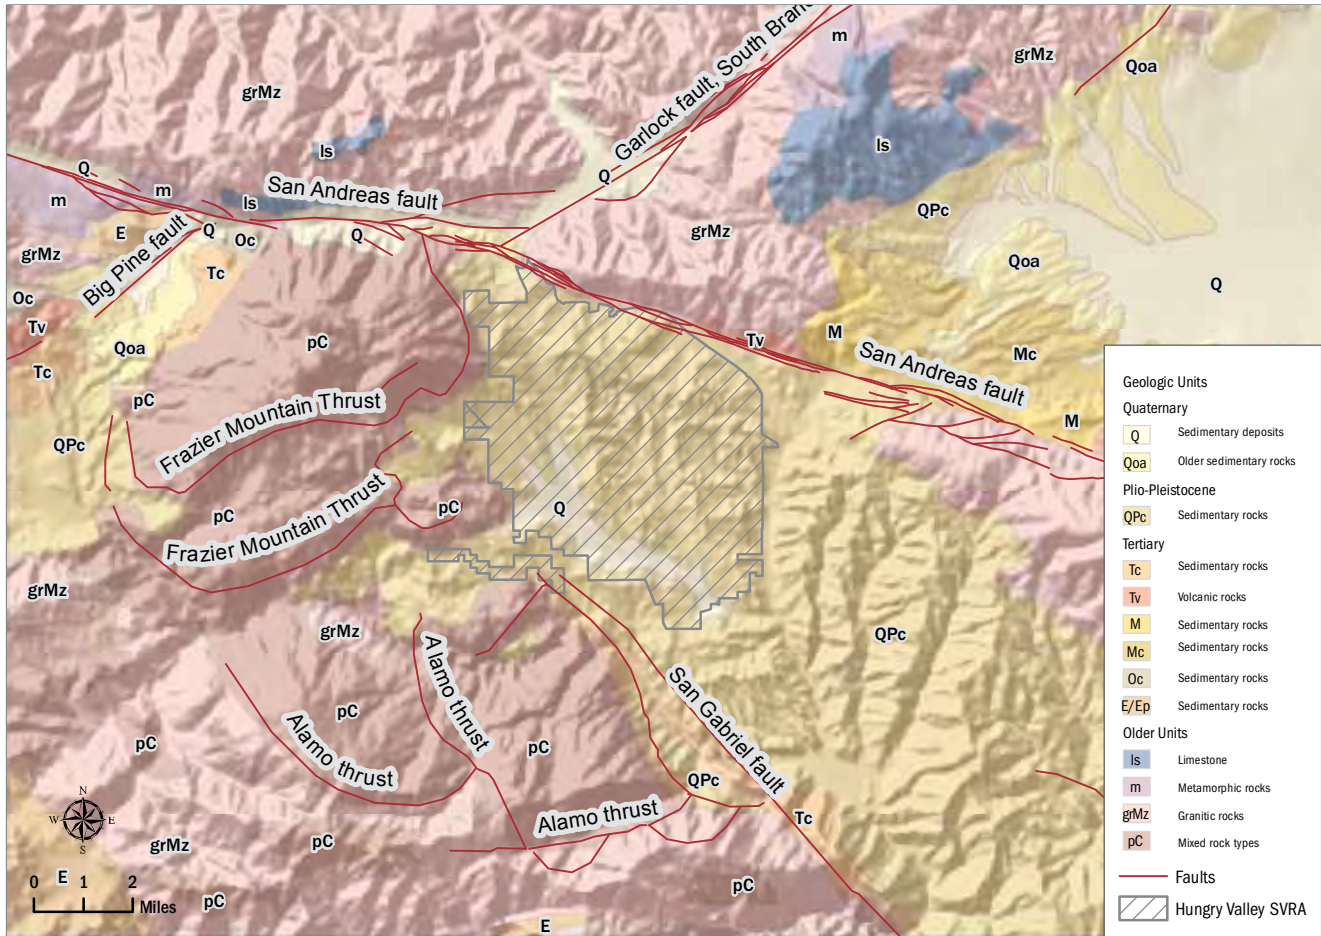 m
grMz
Qoa
Garlock fault, South Branc
grMz
ls
ls
Q
Q
m
San Andreas fault
m
ls
QPc
E
Q
Oc
Q
grMz
grMz
Big Pine fault
Tc
Qoa
Q
Oc
Tv
pC
Tv
M
Mc
Qoa
San Andreas fault
Tc
pC
M
Frazier Mountain Thrust
QPc
pC
Q
pC
Frazier Mountain Thrust
grMz
grMz
QPc
Alamo thrust
San Gabriel fault
pC
Alamo thrust
pC
pC
QPc
Alamo thrust
Tc
grMz
pC
pC
pC
E
E
N
W E
S
0 1 2
Miles
Geologic Units
Quaternary
Q Sedimentary deposits
Qoa Older sedimentary rocks
Plio-Pleistocene
QPc Sedimentary rocks
Tertiary
Tc Sedimentary rocks
Tv Volcanic rocks
M Sedimentary rocks
Mc Sedimentary rocks
Oc Sedimentary rocks
E/Ep Sedimentary rocks
Older Units
ls Limestone
m Metamorphic rocks
grMz Granitic rocks
pC Mixed rock types
Faults
Hungry Valley SVRA